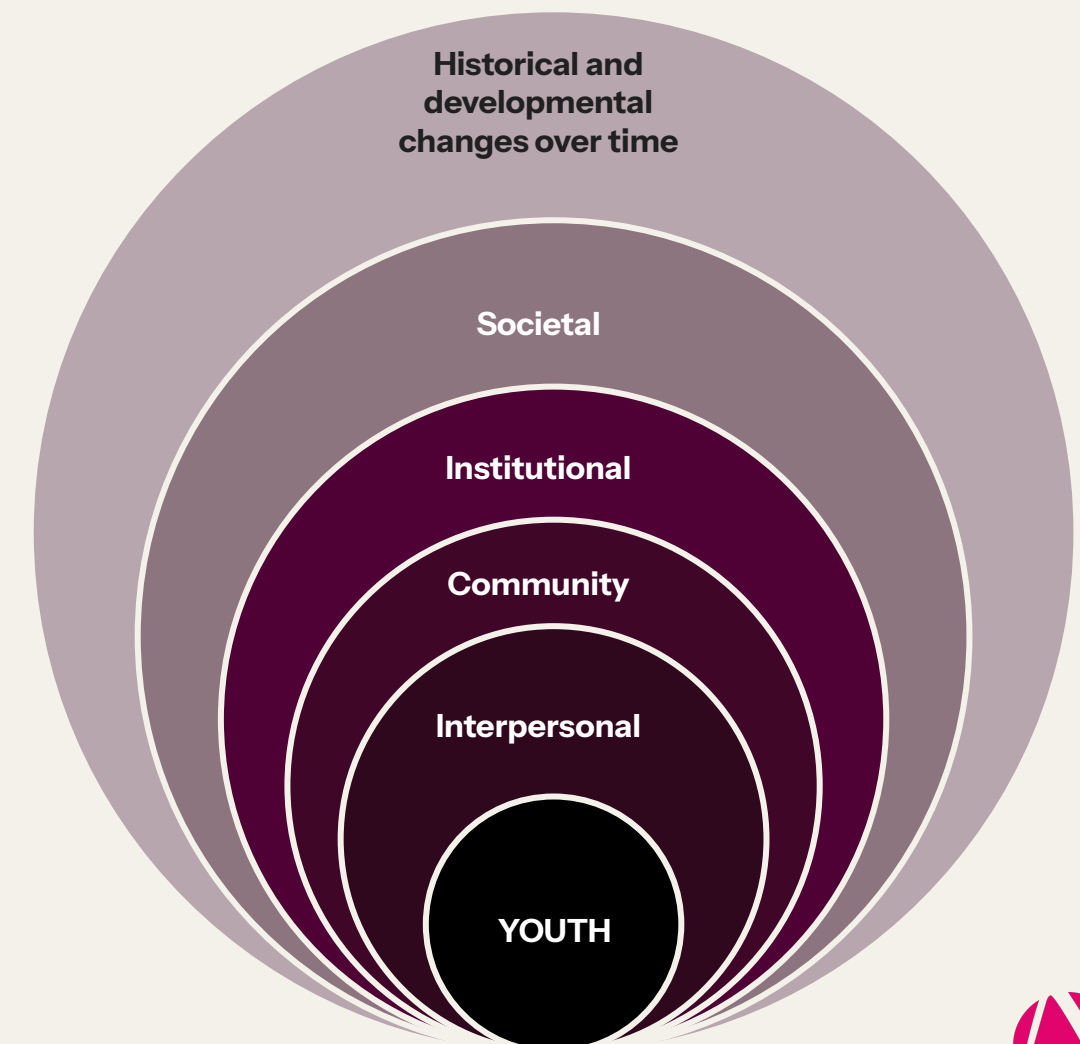 Historical and
developmental
changes over time
Societal
Institutional
Community
Interpersonal
YOUTH